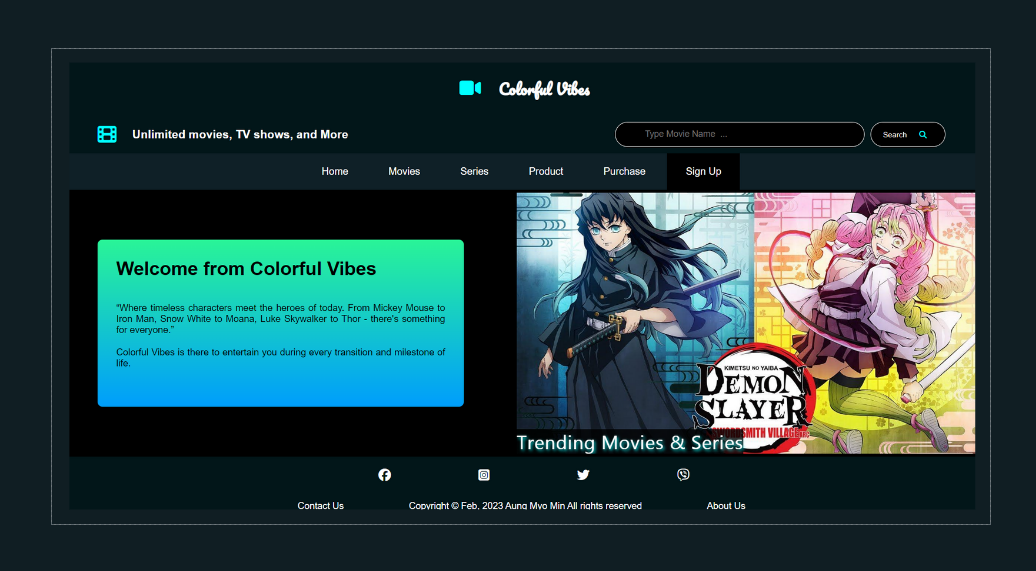 Colorful Vibes
Unlimited movies, TV shows, and More
Type Movie Name ...
Search
Home
Movies
Series
Product
Purchase
Sign Up
Welcome from Colorful Vibes
"Where timeless characters meet the heroes of today. From Mickey Mouse to
Iron Man, Snow White to Moana, Luke Skywalker to Thor - there's something
for everyone."
Colorful Vibes is there to entertain you during every transition and milestone of
life.
KIMETSU NO YAIBA
DEMON
SLAYER
SWORDSMITH VILLAGE
Trending Movies & Series
Contact Us
Copyright © Feb, 2023 Aung Myo Min All rights reserved
About Us